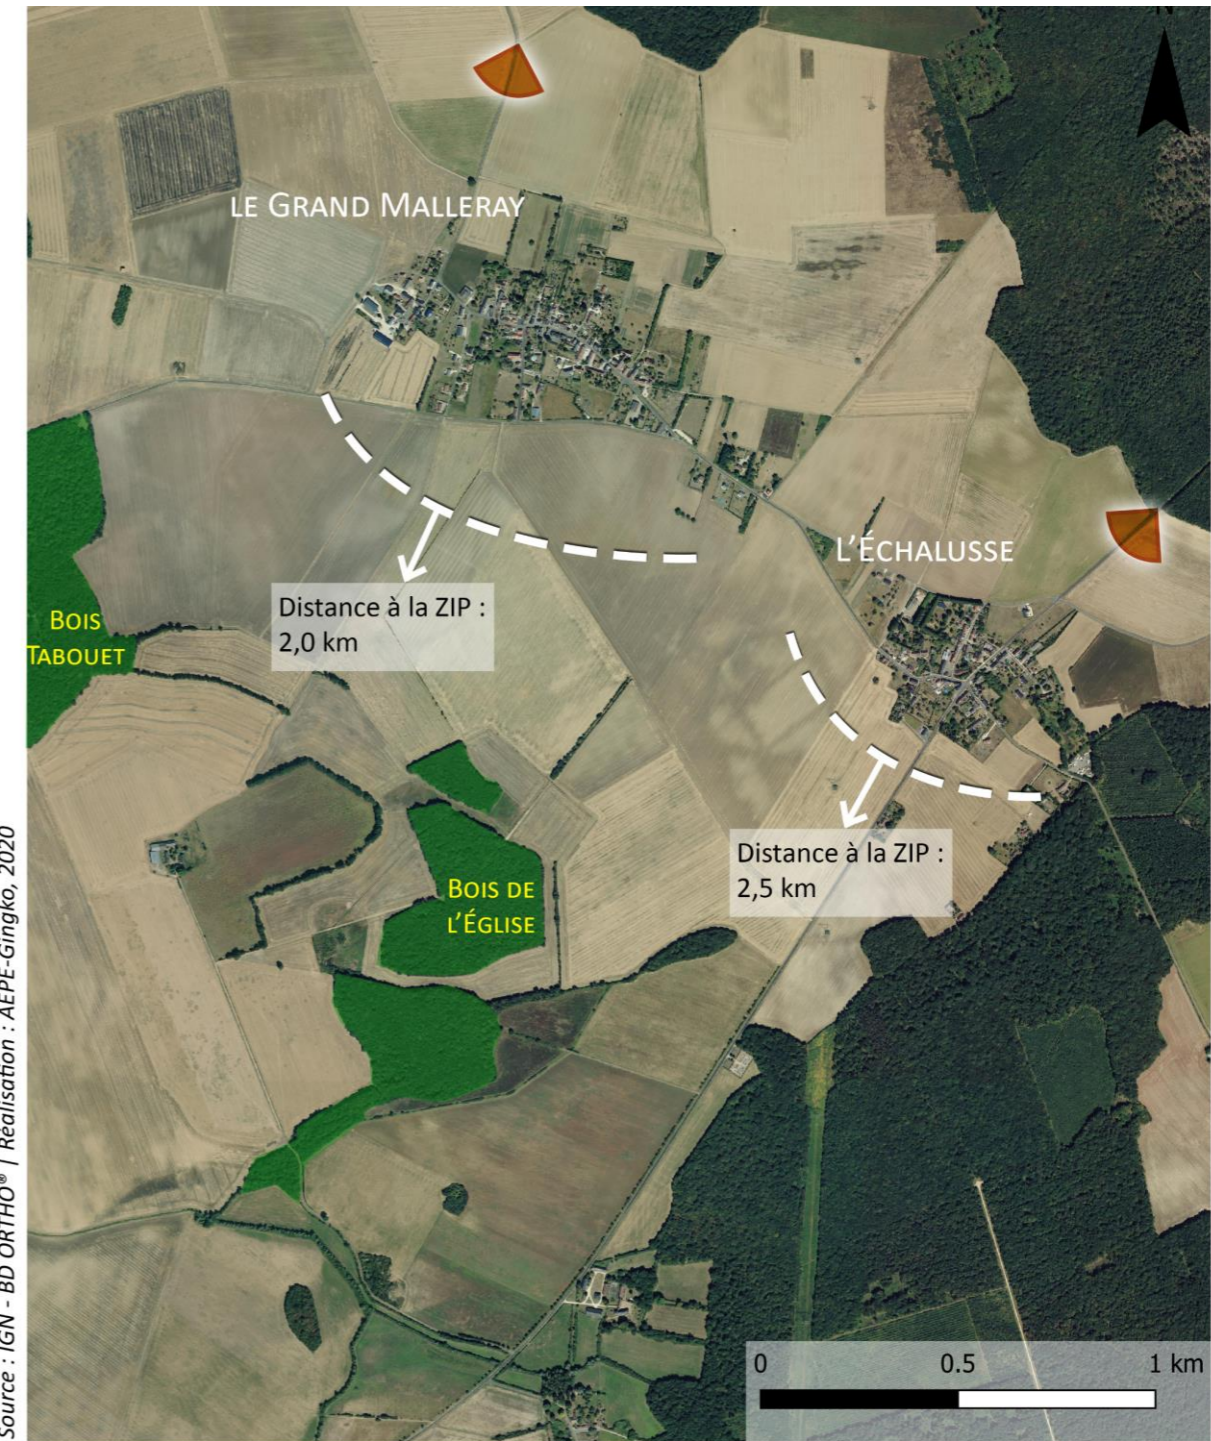 N
LE GRAND MALLERAY
L'ÉCHALUSSE
Distance à la ZIP :
2,0 km
BOIS
TABOUET
Distance à la ZIP :
2,5 km
BOIS DE
L'ÉGLISE
0 0.5 1 km
Source : IGN - BD ORTHO® | Réalisation : AEPE-Gingko, 2020